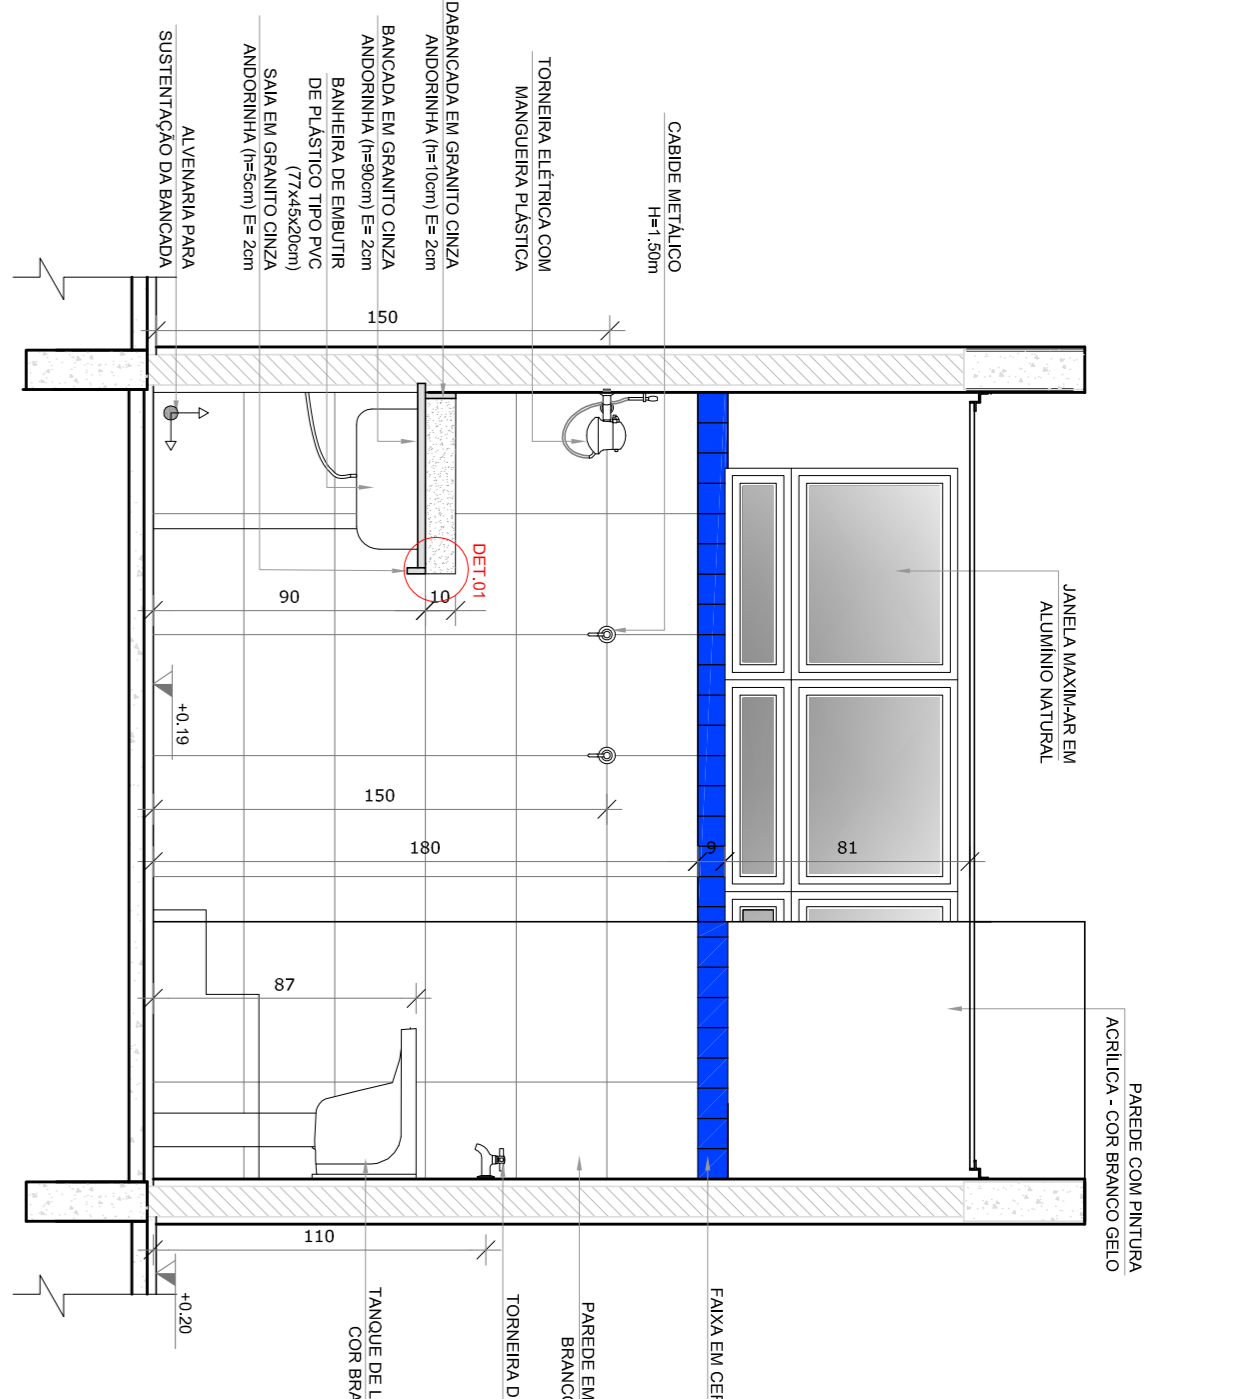 ALVENARIA PARA
SUSTENTAÇÃO DA BANCADA
SAIA EM GRANITO CINZA
ANDORINHA (h=5cm) E= 2cm
BANHEIRA DE EMBUTIR
DE PLÁSTICO TIPO PVC
(77x45x20cm)
BANCADA EM GRANITO CINZA
ANDORINHA (h=90cm) E= 2cm
DABANCADA EM GRANITO CINZA
ANDORINHA (h=10cm) E= 2cm
TORNEIRA ELÉTRICA COM
MANGUEIRA PLÁSTICA
CABIDE METÁLICO
H=1.50m
JANELA MAXIM-AR EM
ALUMÍNIO NATURAL
PAREDE COM PINTURA
ACRÍLICA - COR BRANCO GELO
150
DET.01
90
10
+0.19
150
180
9
81
87
110
+0.20
TANQUE DE L
COR BRA
TORNEIRA D
PAREDE EM
BRANCO
FAIXA EM CER